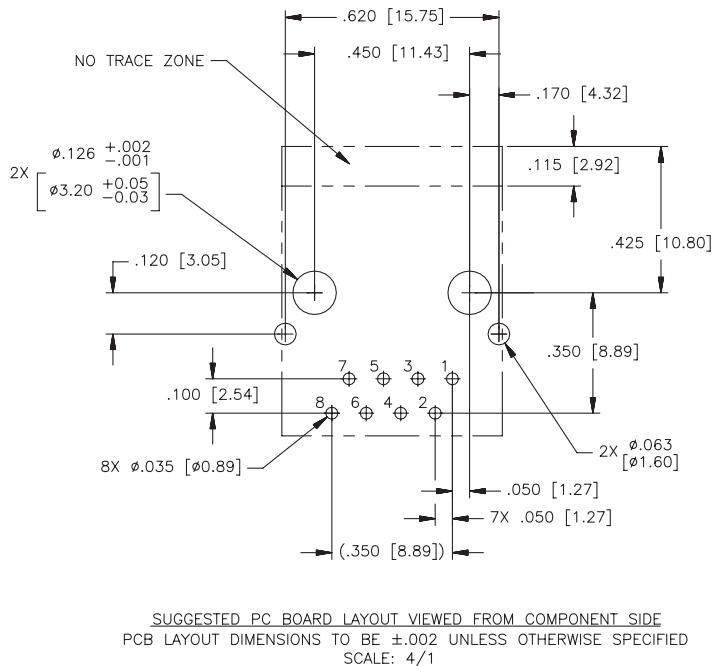 .620 [15.75]
.450 [11.43]
NO TRACE ZONE
.170 [4.32]
2X ø.126 +.002 -.001
[ø3.20 +0.05 -0.03]
.115 [2.92]
.425 [10.80]
.120 [3.05]
.350 [8.89]
7 5 3 1
.100 [2.54]
8 6 4 2
8X ø.035 [ø0.89]
2X ø.063
[ø1.60]
.050 [1.27]
7X .050 [1.27]
(.350 [8.89])
SUGGESTED PC BOARD LAYOUT VIEWED FROM COMPONENT SIDE
PCB LAYOUT DIMENSIONS TO BE ±.002 UNLESS OTHERWISE SPECIFIED
SCALE: 4/1